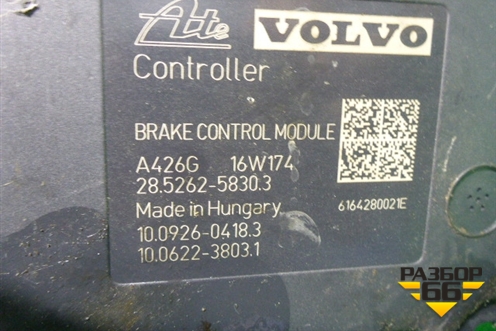 Ate
VOLVO
Controller
BRAKE CONTROL MODULE
A426G 16W174
28.5262-5830.3
Made in Hungary
6164280021E
10.0926-0418.3
10.0622-3803.1
РАЗБОР
66